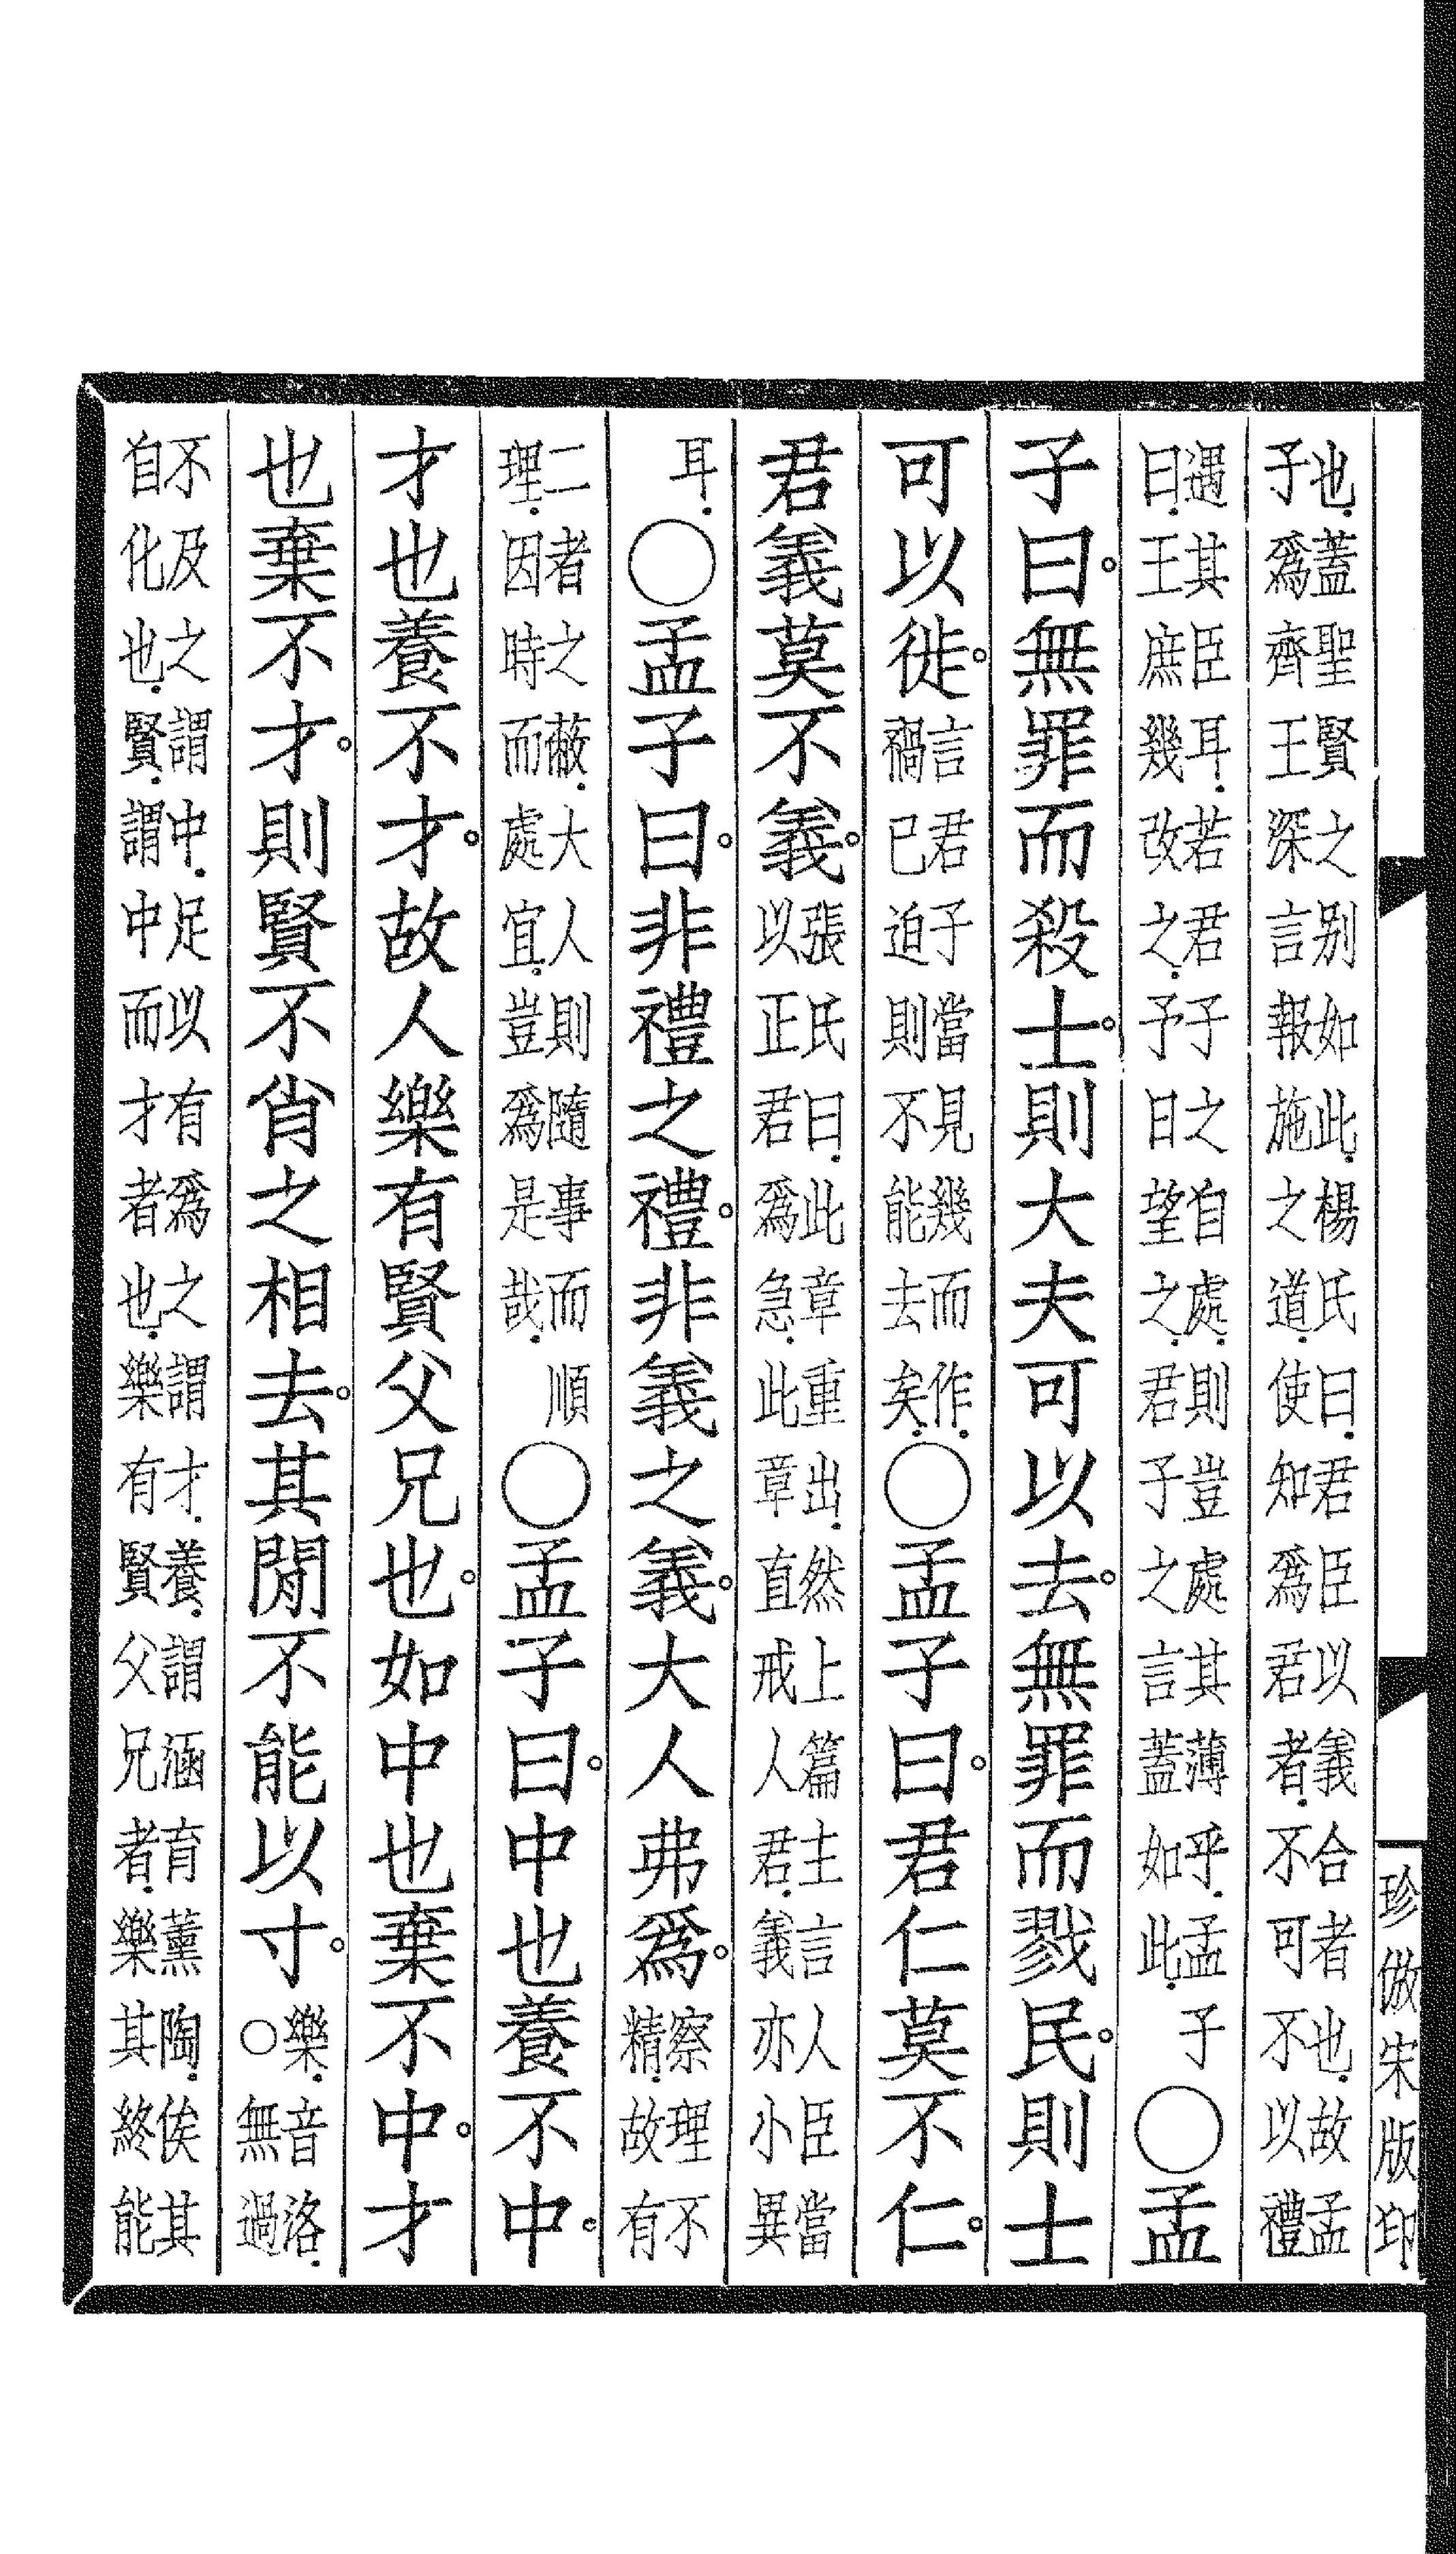 珍倣宋版印
也。蓋聖賢之別如此。楊氏曰。君臣以義合者也。故孟
子爲齊王深言報施之道。使知爲君者。不可不以禮
遇其臣耳。若君子之自處。則豈處其薄乎。孟子
曰。王庶幾改之。予日望之。君子之言蓋如此。○孟
子曰。無罪而殺士。則大夫可以去。無罪而戮民。則士
可以徙。言君子當見幾而作。禍已迫則不能去矣。○孟子曰。君仁莫不仁。
君義莫不義。張氏曰。此章重出。然上篇主言人臣當以正君爲急。此章直戒人君。義亦小異
耳。○孟子曰。非禮之禮。非義之義。大人弗爲。察理不精。故有
二者之蔽。大人則隨事而順理。因時而處宜。豈爲是哉。○孟子曰。中也養不中。
才也養不才。故人樂有賢父兄也。如中也棄不中。才
也棄不才。則賢不肖之相去。其閒不能以寸。樂。音洛。○無過
不及之謂中。足以有爲之謂才。養。謂涵育薰陶。俟其
自化也。賢。謂中而才者也。樂有賢父兄者。樂其終能